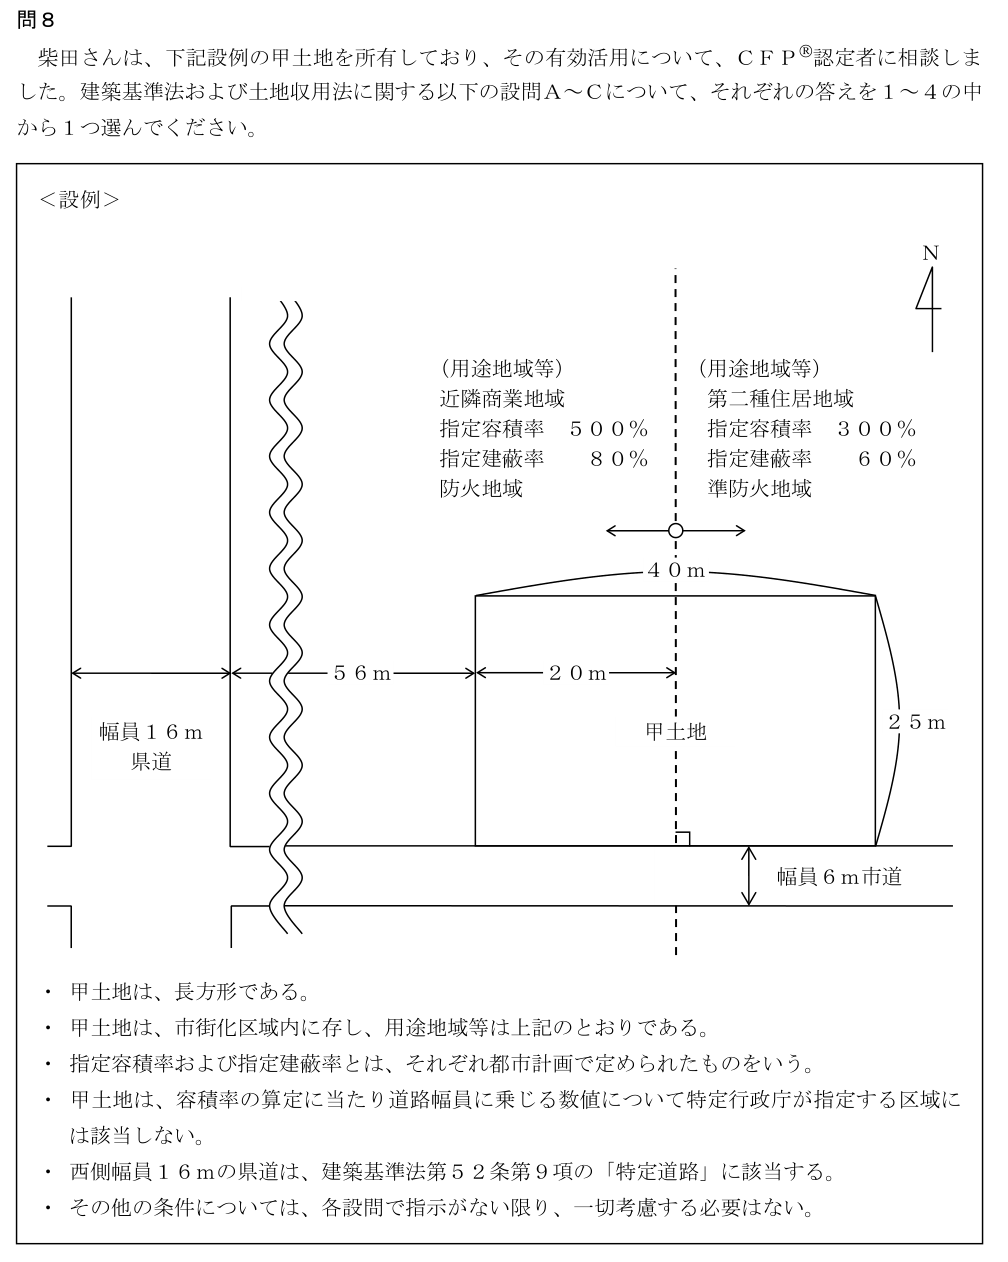 問８
柴田さんは、下記設例の甲土地を所有しており、その有効活用について、ＣＦＰ®認定者に相談しま
した。建築基準法および土地収用法に関する以下の設問Ａ～Ｃについて、それぞれの答えを１～４の中
から１つ選んでください。
＜設例＞
Ｎ
（用途地域等）
近隣商業地域
指定容積率　５００％
指定建蔽率　８０％
防火地域
（用途地域等）
第二種住居地域
指定容積率　３００％
指定建蔽率　６０％
準防火地域
４０ｍ
５６ｍ
２０ｍ
２５ｍ
幅員１６ｍ
県道
甲土地
幅員６ｍ市道
・ 甲土地は、長方形である。
・ 甲土地は、市街化区域内に存し、用途地域等は上記のとおりである。
・ 指定容積率および指定建蔽率とは、それぞれ都市計画で定められたものをいう。
・ 甲土地は、容積率の算定に当たり道路幅員に乗じる数値について特定行政庁が指定する区域に
は該当しない。
・ 西側幅員１６ｍの県道は、建築基準法第５２条第９項の「特定道路」に該当する。
・ その他の条件については、各設問で指示がない限り、一切考慮する必要はない。